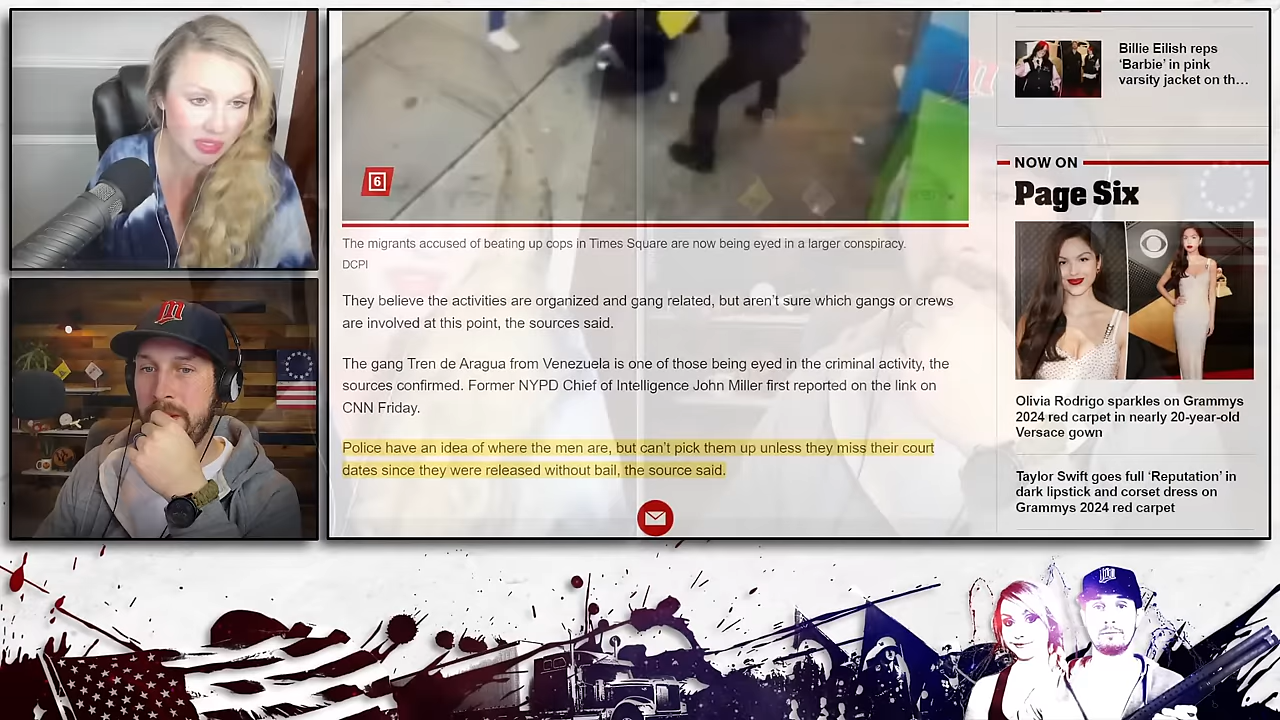 6
The migrants accused of beating up cops in Times Square are now being eyed in a larger conspiracy.
DCPI
They believe the activities are organized and gang related, but aren't sure which gangs or crews
are involved at this point, the sources said.
The gang Tren de Aragua from Venezuela is one of those being eyed in the criminal activity, the
sources confirmed. Former NYPD Chief of Intelligence John Miller first reported on the link on
CNN Friday.
Police have an idea of where the men are, but can't pick them up unless they miss their court
dates since they were released without bail, the source said.
Billie Eilish reps
‘Barbie’ in pink
varsity jacket on th…
NOW ON
Page Six
Olivia Rodrigo sparkles on Grammys
2024 red carpet in nearly 20-year-old
Versace gown
Taylor Swift goes full ‘Reputation’ in
dark lipstick and corset dress on
Grammys 2024 red carpet